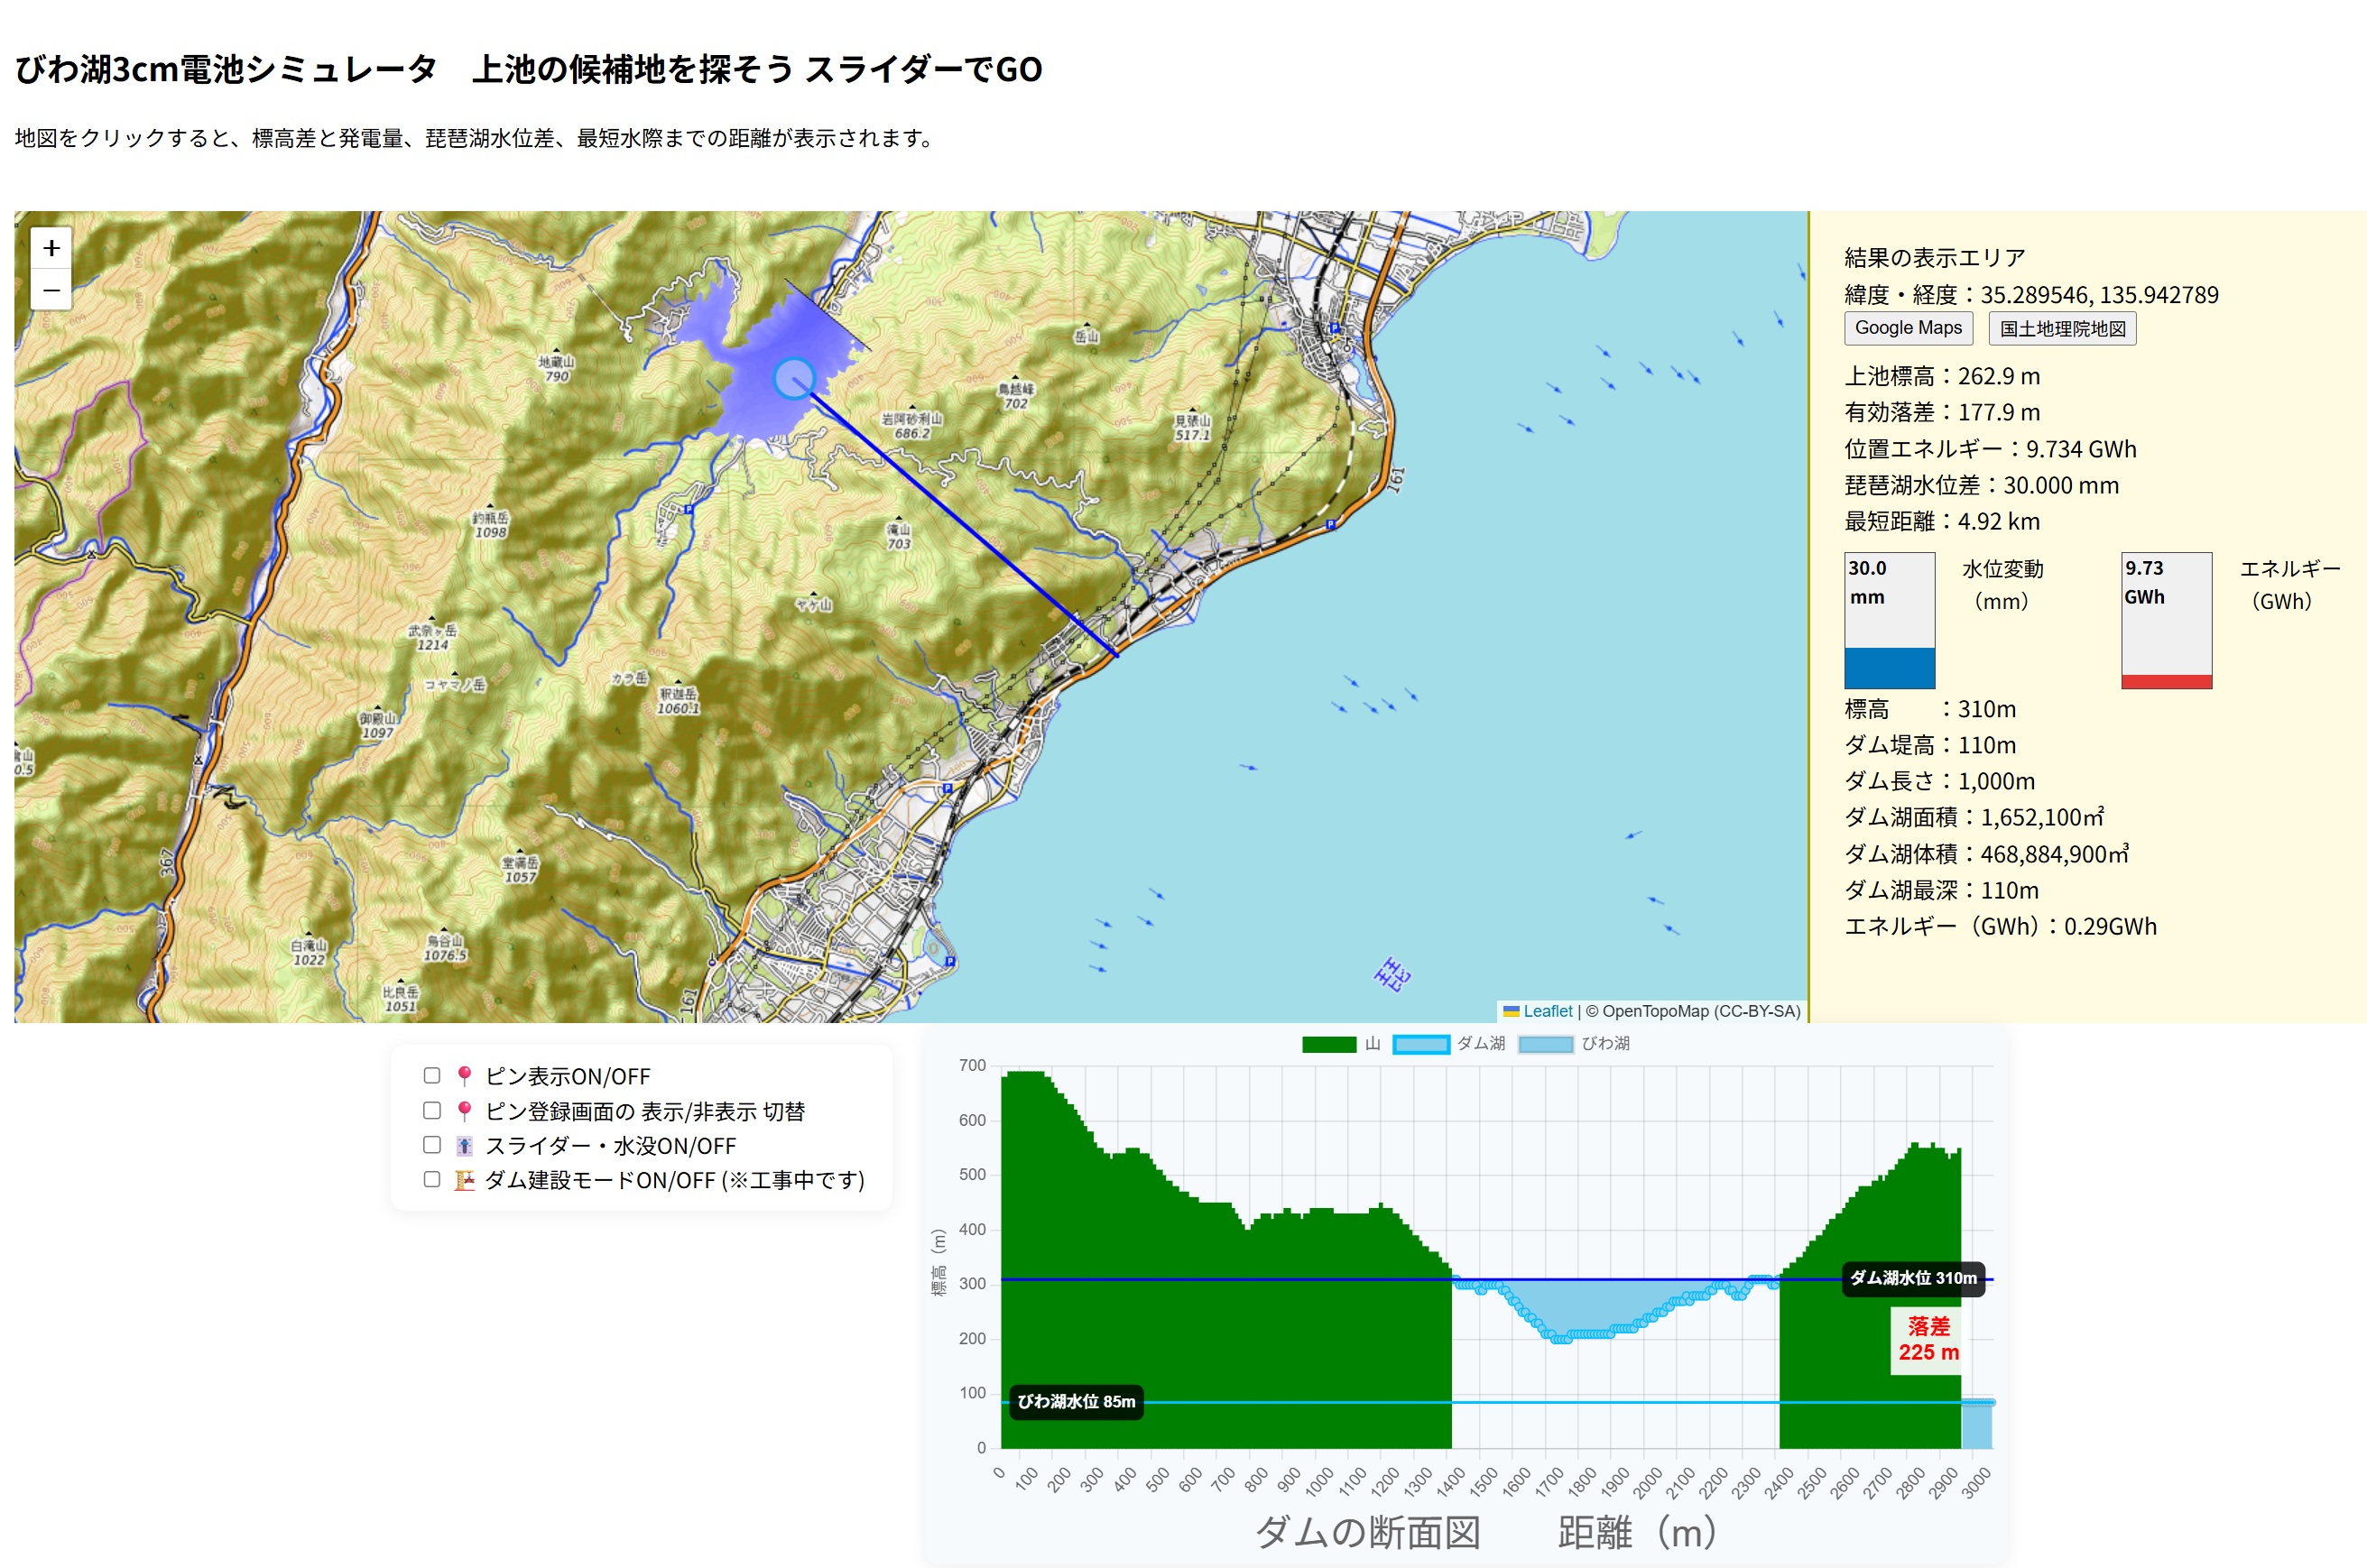 びわ湖3cm電池シミュレータ　上池の候補地を探そう スライダーでGO
地図をクリックすると、標高差と発電量、琵琶湖水位差、最短水際までの距離が表示されます。
+
−
地蔵山
790
岳山
鳥越峰
702
岩阿砂利山
686.2
見張山
517.1
161
釣瓶岳
1098
滝山
703
ヤケ山
武奈ヶ岳
1214
コヤマノ岳
カラ岳
釈迦岳
1060.1
御殿山
1097
367
堂満岳
1057
白滝山
1022
烏谷山
1076.5
比良岳
1051
161
Leaflet | © OpenTopoMap (CC-BY-SA)
結果の表示エリア
緯度・経度：35.289546, 135.942789
Google Maps 国土地理院地図
上池標高：262.9 m
有効落差：177.9 m
位置エネルギー：9.734 GWh
琵琶湖水位差：30.000 mm
最短距離：4.92 km
30.0
mm
水位変動
（mm）
9.73
GWh
エネルギー
（GWh）
標高　　：310m
ダム堤高：110m
ダム長さ：1,000m
ダム湖面積：1,652,100㎡
ダム湖体積：468,884,900㎥
ダム湖最深：110m
エネルギー（GWh）：0.29GWh
📍 ピン表示ON/OFF
📍 ピン登録画面の 表示/非表示 切替
スライダー・水没ON/OFF
🏗 ダム建設モードON/OFF (※工事中です)
山 ダム湖 びわ湖
標高（m）
700
600
500
400
300
200
100
0
ダム湖水位 310m
落差
225 m
びわ湖水位 85m
0 100 200 300 400 500 600 700 800 900 1000 1100 1200 1300 1400 1500 1600 1700 1800 1900 2000 2100 2200 2300 2400 2500 2600 2700 2800 2900 3000
ダムの断面図　　距離（m）